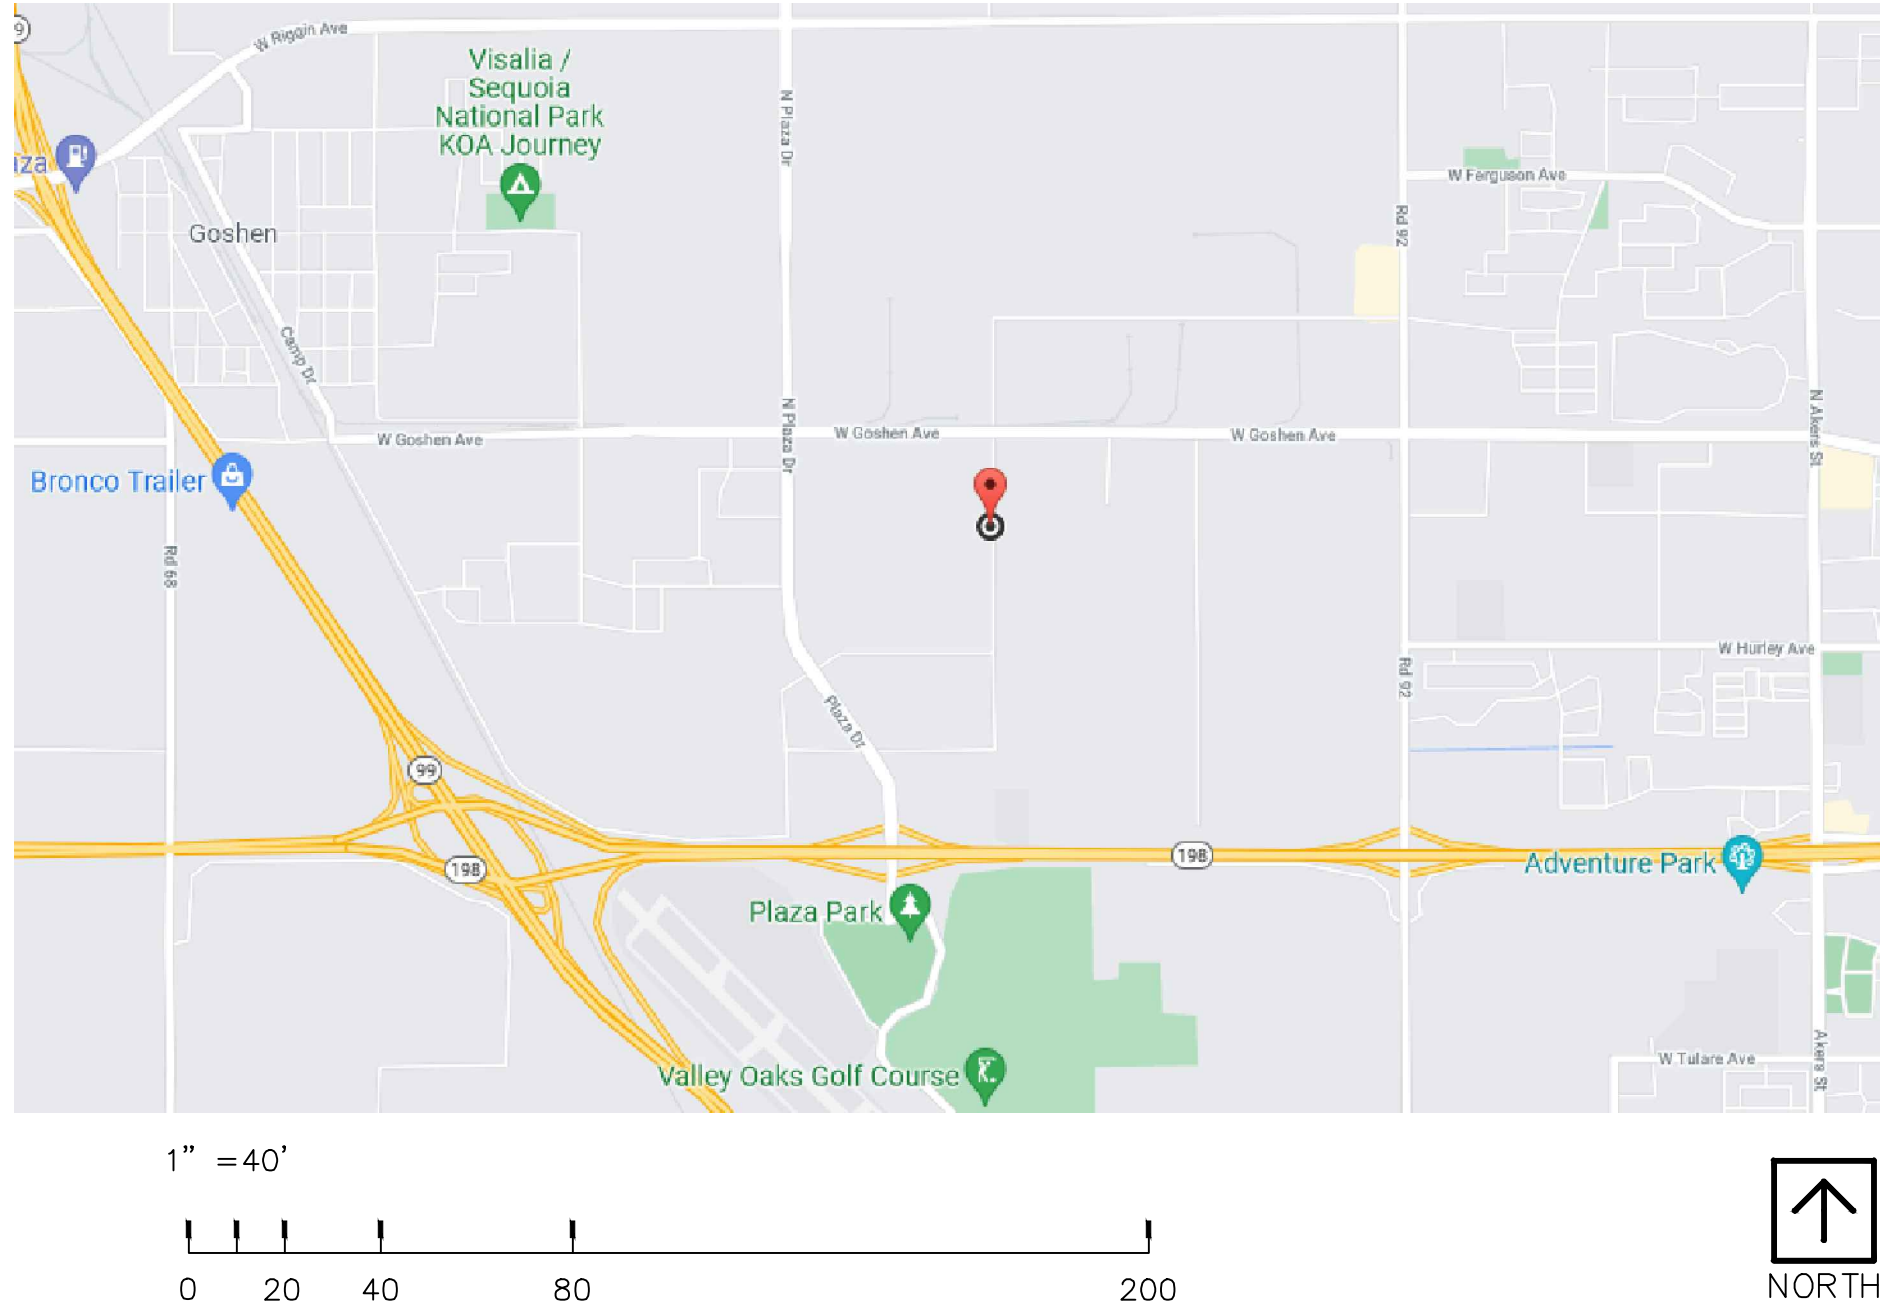 9
W Riggin Ave
Visalia /
Sequoia
National Park
KOA Journey
N Plaza Dr
aza
W Ferguson Ave
Rd 92
Goshen
Camp Dr
N Plaza Dr
N Akers St
W Goshen Ave
W Goshen Ave
W Goshen Ave
Bronco Trailer
Rd 68
W Hurley Ave
Rd 92
Plaza Dr
99
198
198
Adventure Park
Plaza Park
Valley Oaks Golf Course
W Tulare Ave
Akers St
1" =40'
0 20 40 80 200
NORTH